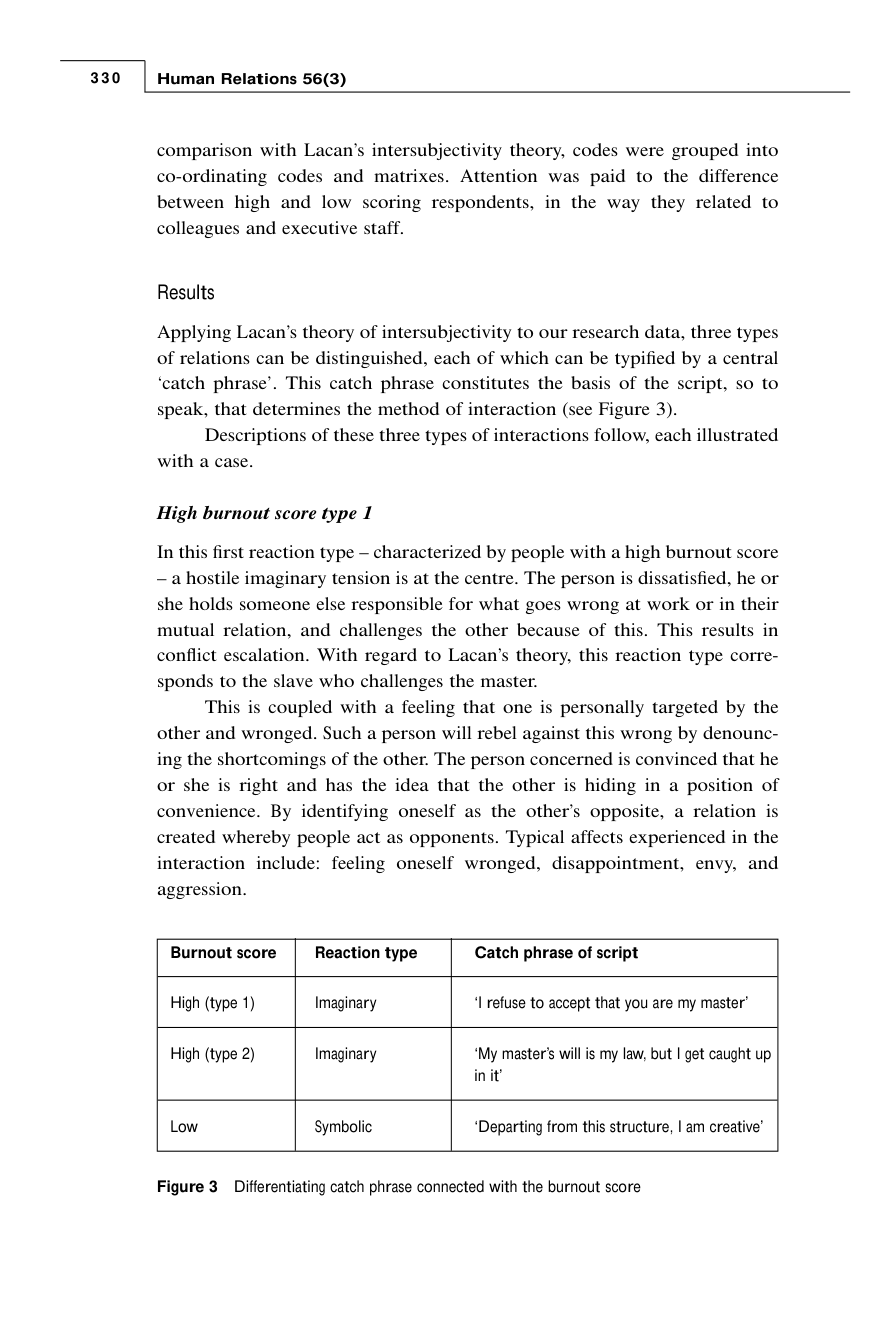 330 Human Relations 56(3)
comparison with Lacan’s intersubjectivity theory, codes were grouped into
co-ordinating codes and matrixes. Attention was paid to the difference
between high and low scoring respondents, in the way they related to
colleagues and executive staff.
Results
Applying Lacan’s theory of intersubjectivity to our research data, three types
of relations can be distinguished, each of which can be typified by a central
‘catch phrase’. This catch phrase constitutes the basis of the script, so to
speak, that determines the method of interaction (see Figure 3).
Descriptions of these three types of interactions follow, each illustrated
with a case.
High burnout score type 1
In this first reaction type – characterized by people with a high burnout score
– a hostile imaginary tension is at the centre. The person is dissatisfied, he or
she holds someone else responsible for what goes wrong at work or in their
mutual relation, and challenges the other because of this. This results in
conflict escalation. With regard to Lacan’s theory, this reaction type corre-
sponds to the slave who challenges the master.
This is coupled with a feeling that one is personally targeted by the
other and wronged. Such a person will rebel against this wrong by denounc-
ing the shortcomings of the other. The person concerned is convinced that he
or she is right and has the idea that the other is hiding in a position of
convenience. By identifying oneself as the other’s opposite, a relation is
created whereby people act as opponents. Typical affects experienced in the
interaction include: feeling oneself wronged, disappointment, envy, and
aggression.
Burnout score Reaction type Catch phrase of script
High (type 1) Imaginary ‘I refuse to accept that you are my master’
High (type 2) Imaginary ‘My master’s will is my law, but I get caught up
in it’
Low Symbolic ‘Departing from this structure, I am creative’
Figure 3 Differentiating catch phrase connected with the burnout score